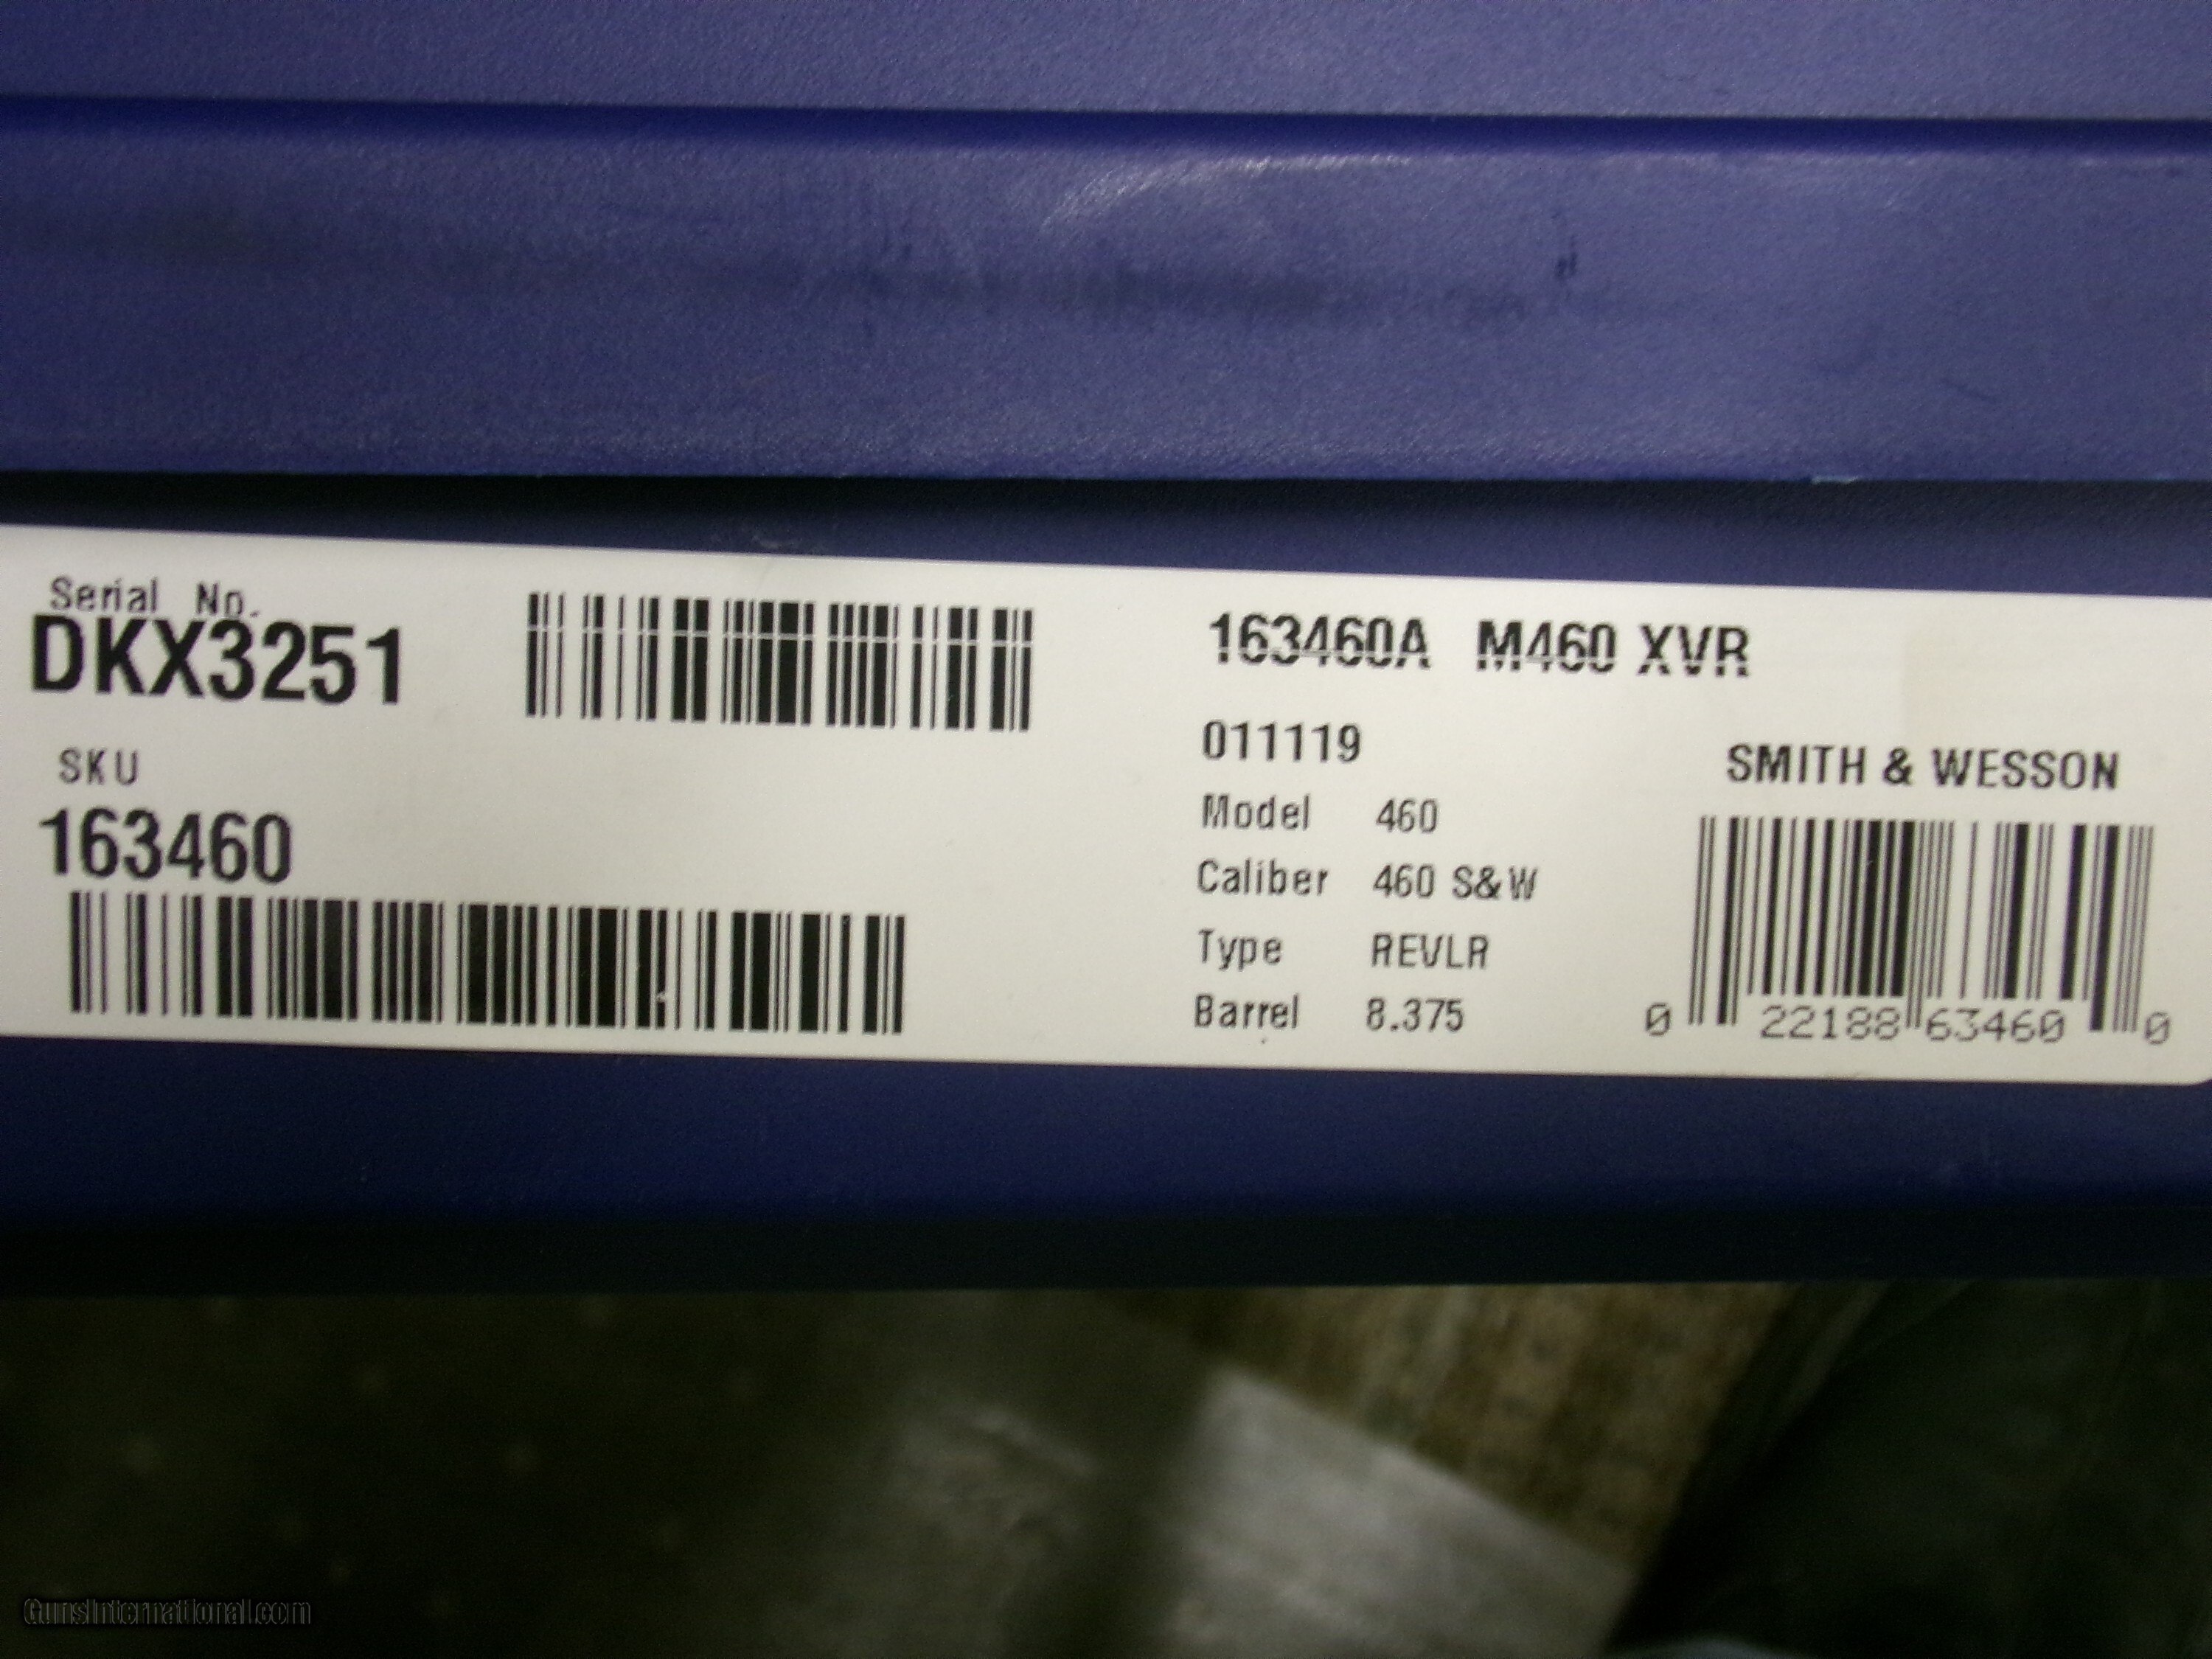 Serial No.
DKX3251
SKU
163460
163460A M460 XVR
011119
Model 460
Caliber 460 S&W
Type REVLR
Barrel 8.375
SMITH & WESSON
0 22188 63460 0
GunsInternational.com